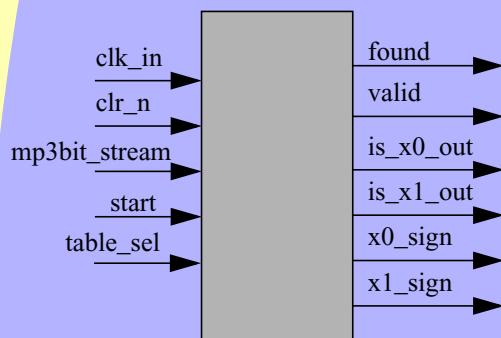 clk_in
clr_n
mp3bit_stream
start
table_sel
found
valid
is_x0_out
is_x1_out
x0_sign
x1_sign